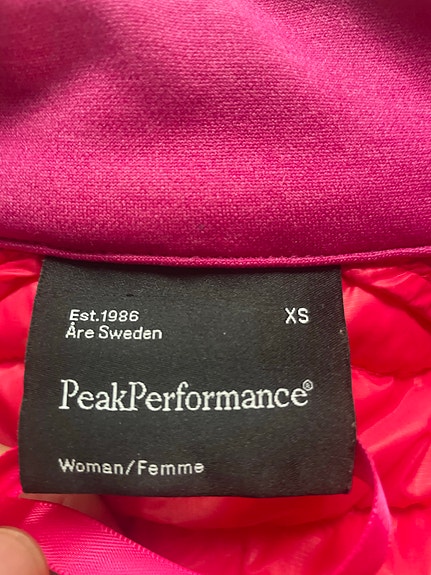 Est.1986
Åre Sweden
XS
PeakPerformance®
Woman/Femme